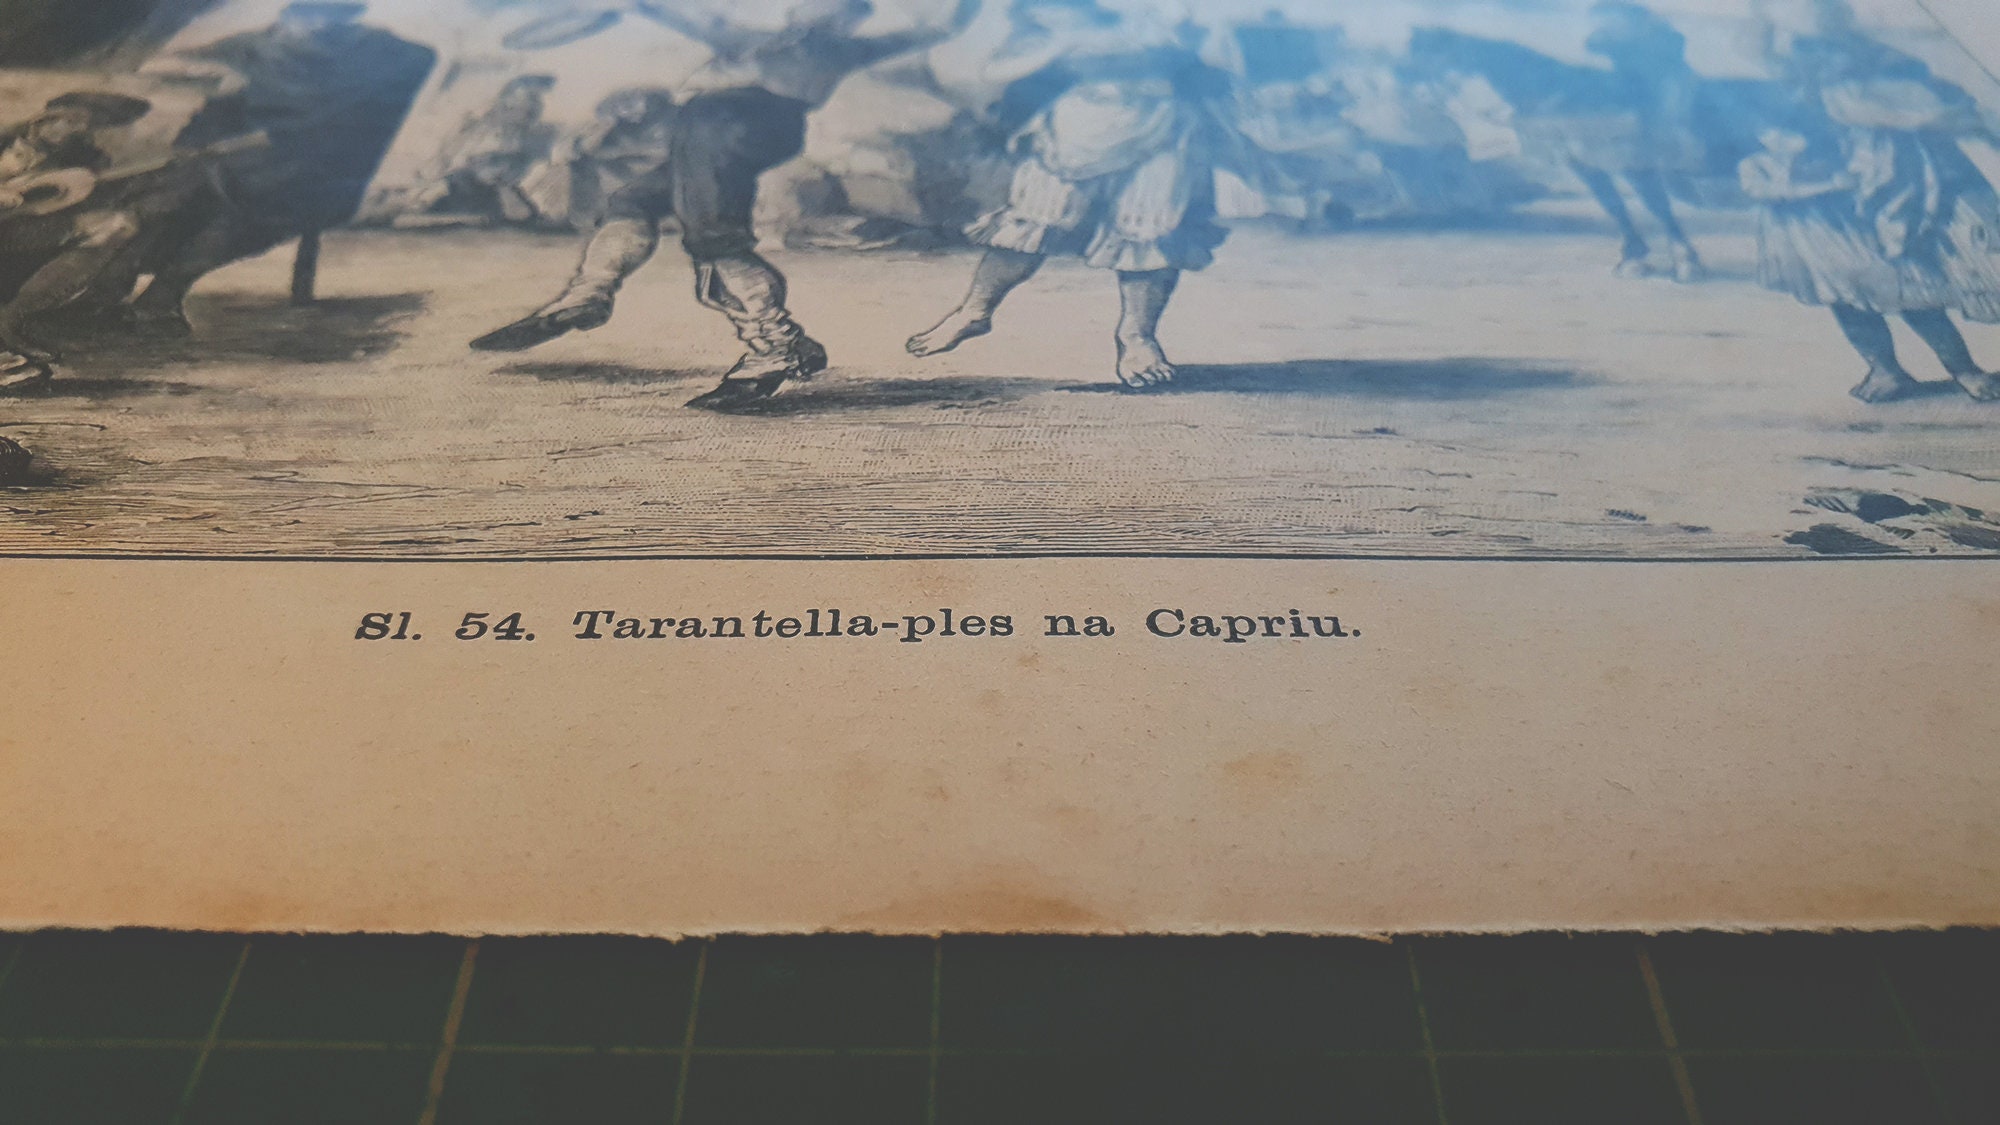 Sl. 54. Tarantella-ples na Capriu.